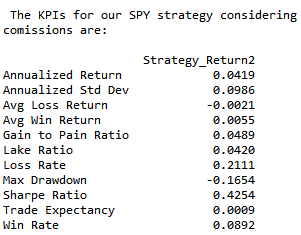 The KPIs for our SPY strategy considering
comissions are:
Strategy_Return2
Annualized Return 0.0419
Annualized Std Dev 0.0986
Avg Loss Return -0.0021
Avg Win Return 0.0055
Gain to Pain Ratio 0.0489
Lake Ratio 0.0420
Loss Rate 0.2111
Max Drawdown -0.1654
Sharpe Ratio 0.4254
Trade Expectancy 0.0009
Win Rate 0.0892